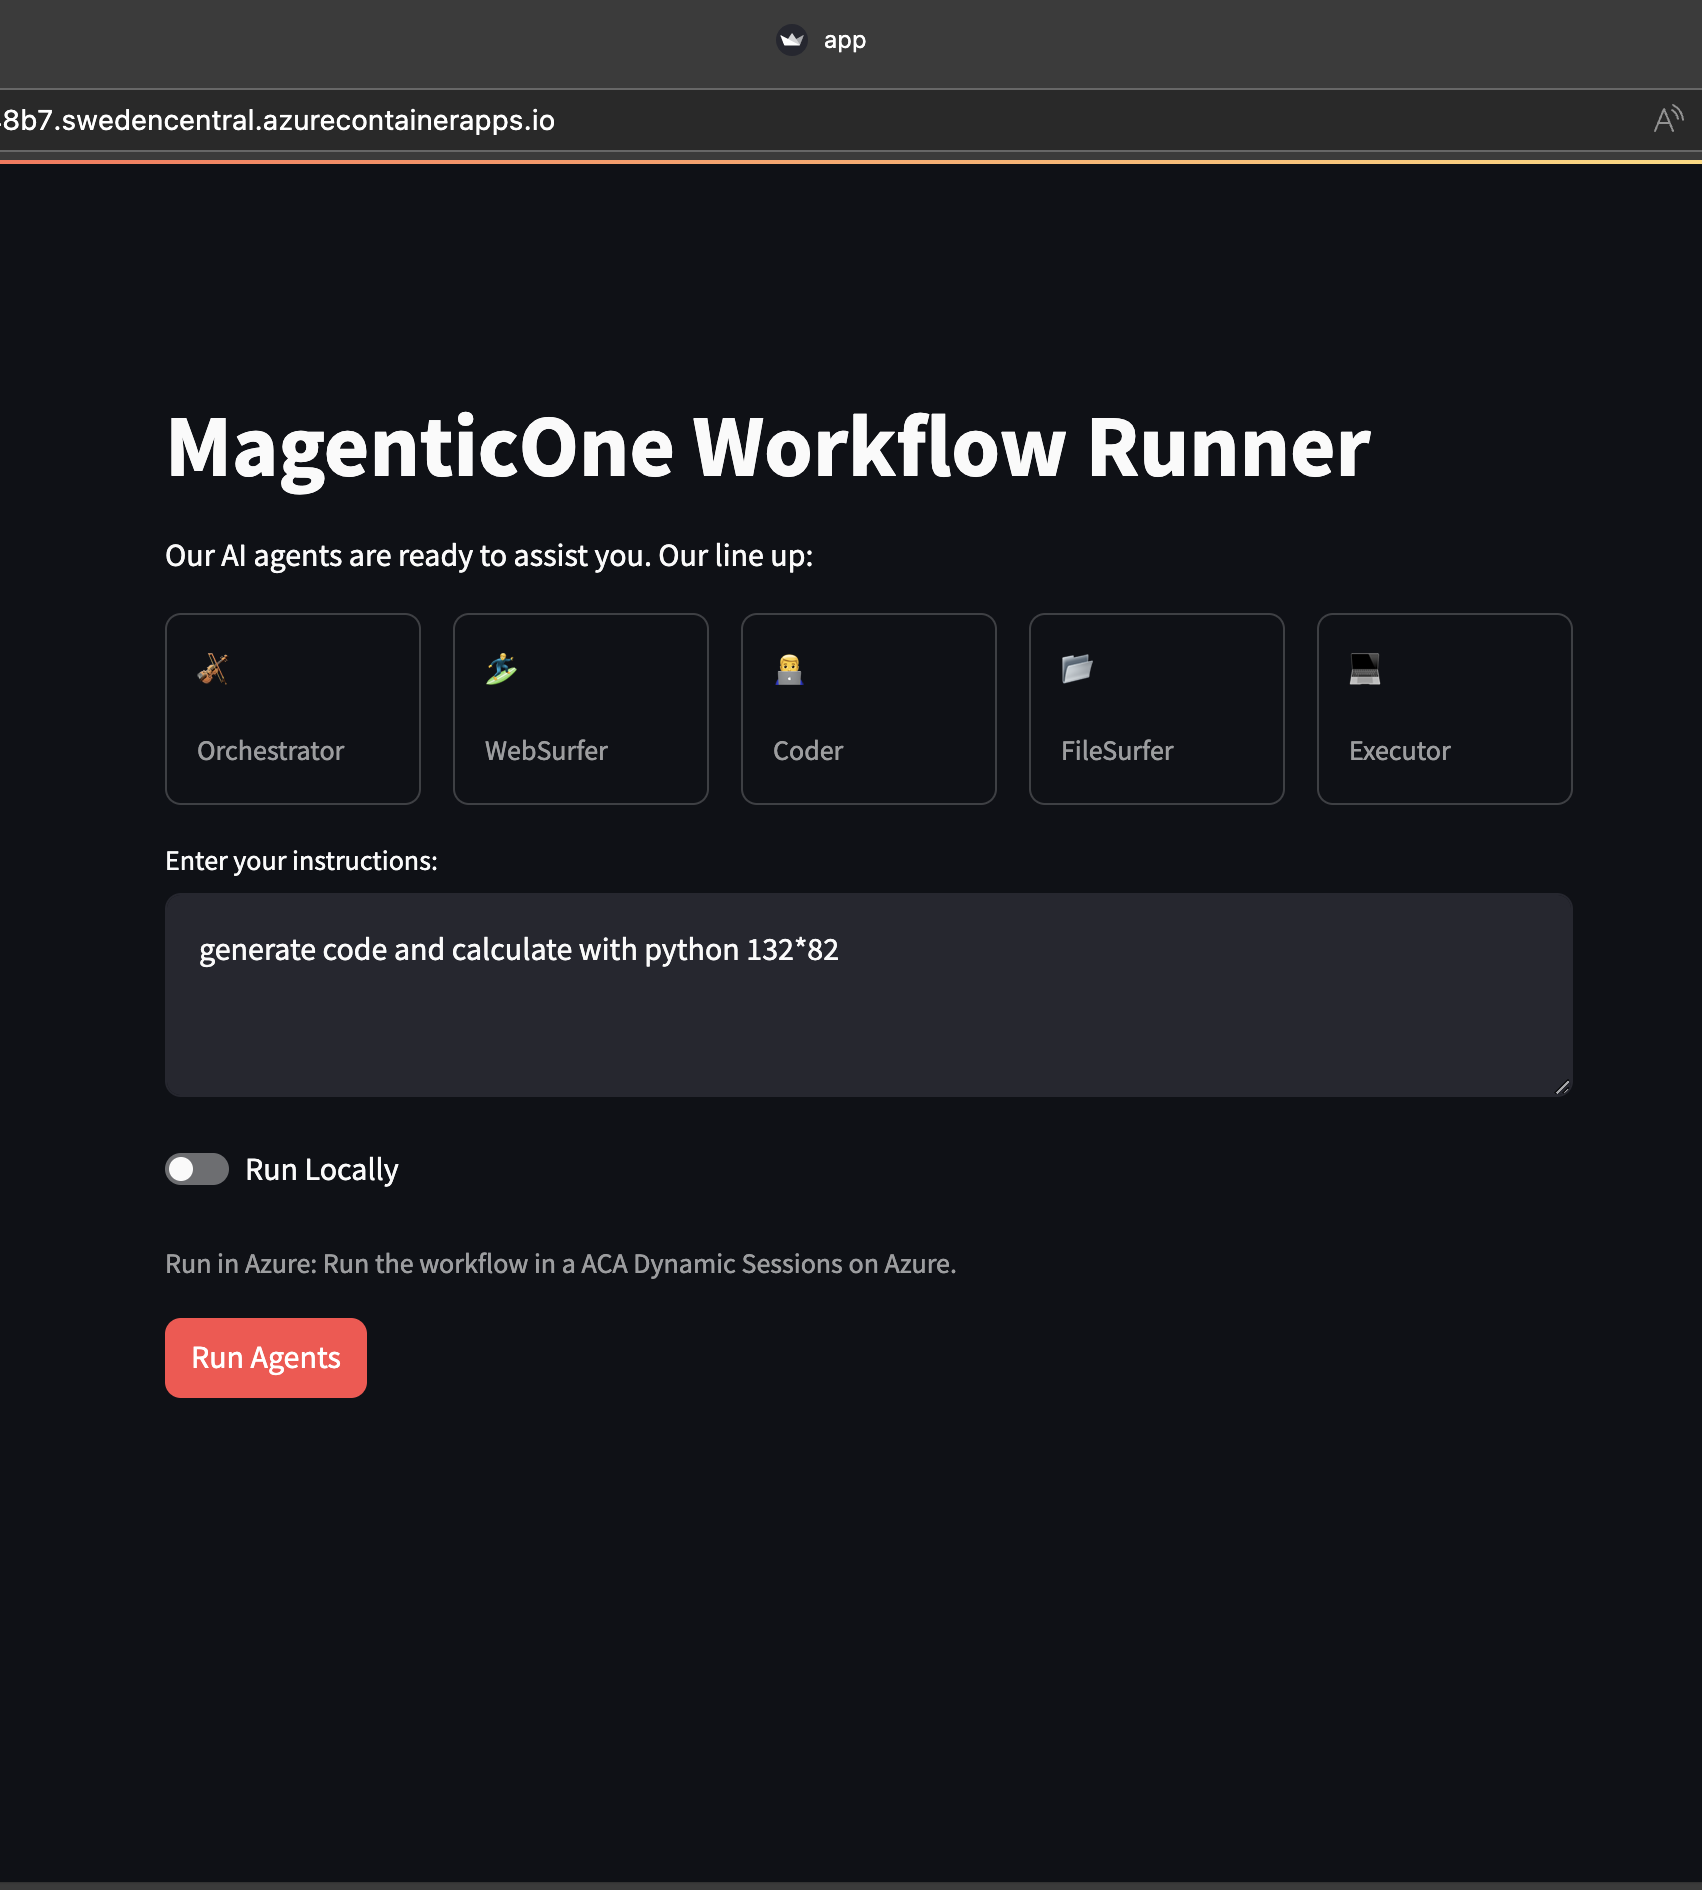 app
8b7.swedencentral.azurecontainerapps.io
MagenticOne Workflow Runner
Our AI agents are ready to assist you. Our line up:
Orchestrator
WebSurfer
Coder
FileSurfer
Executor
Enter your instructions:
generate code and calculate with python 132*82
Run Locally
Run in Azure: Run the workflow in a ACA Dynamic Sessions on Azure.
Run Agents